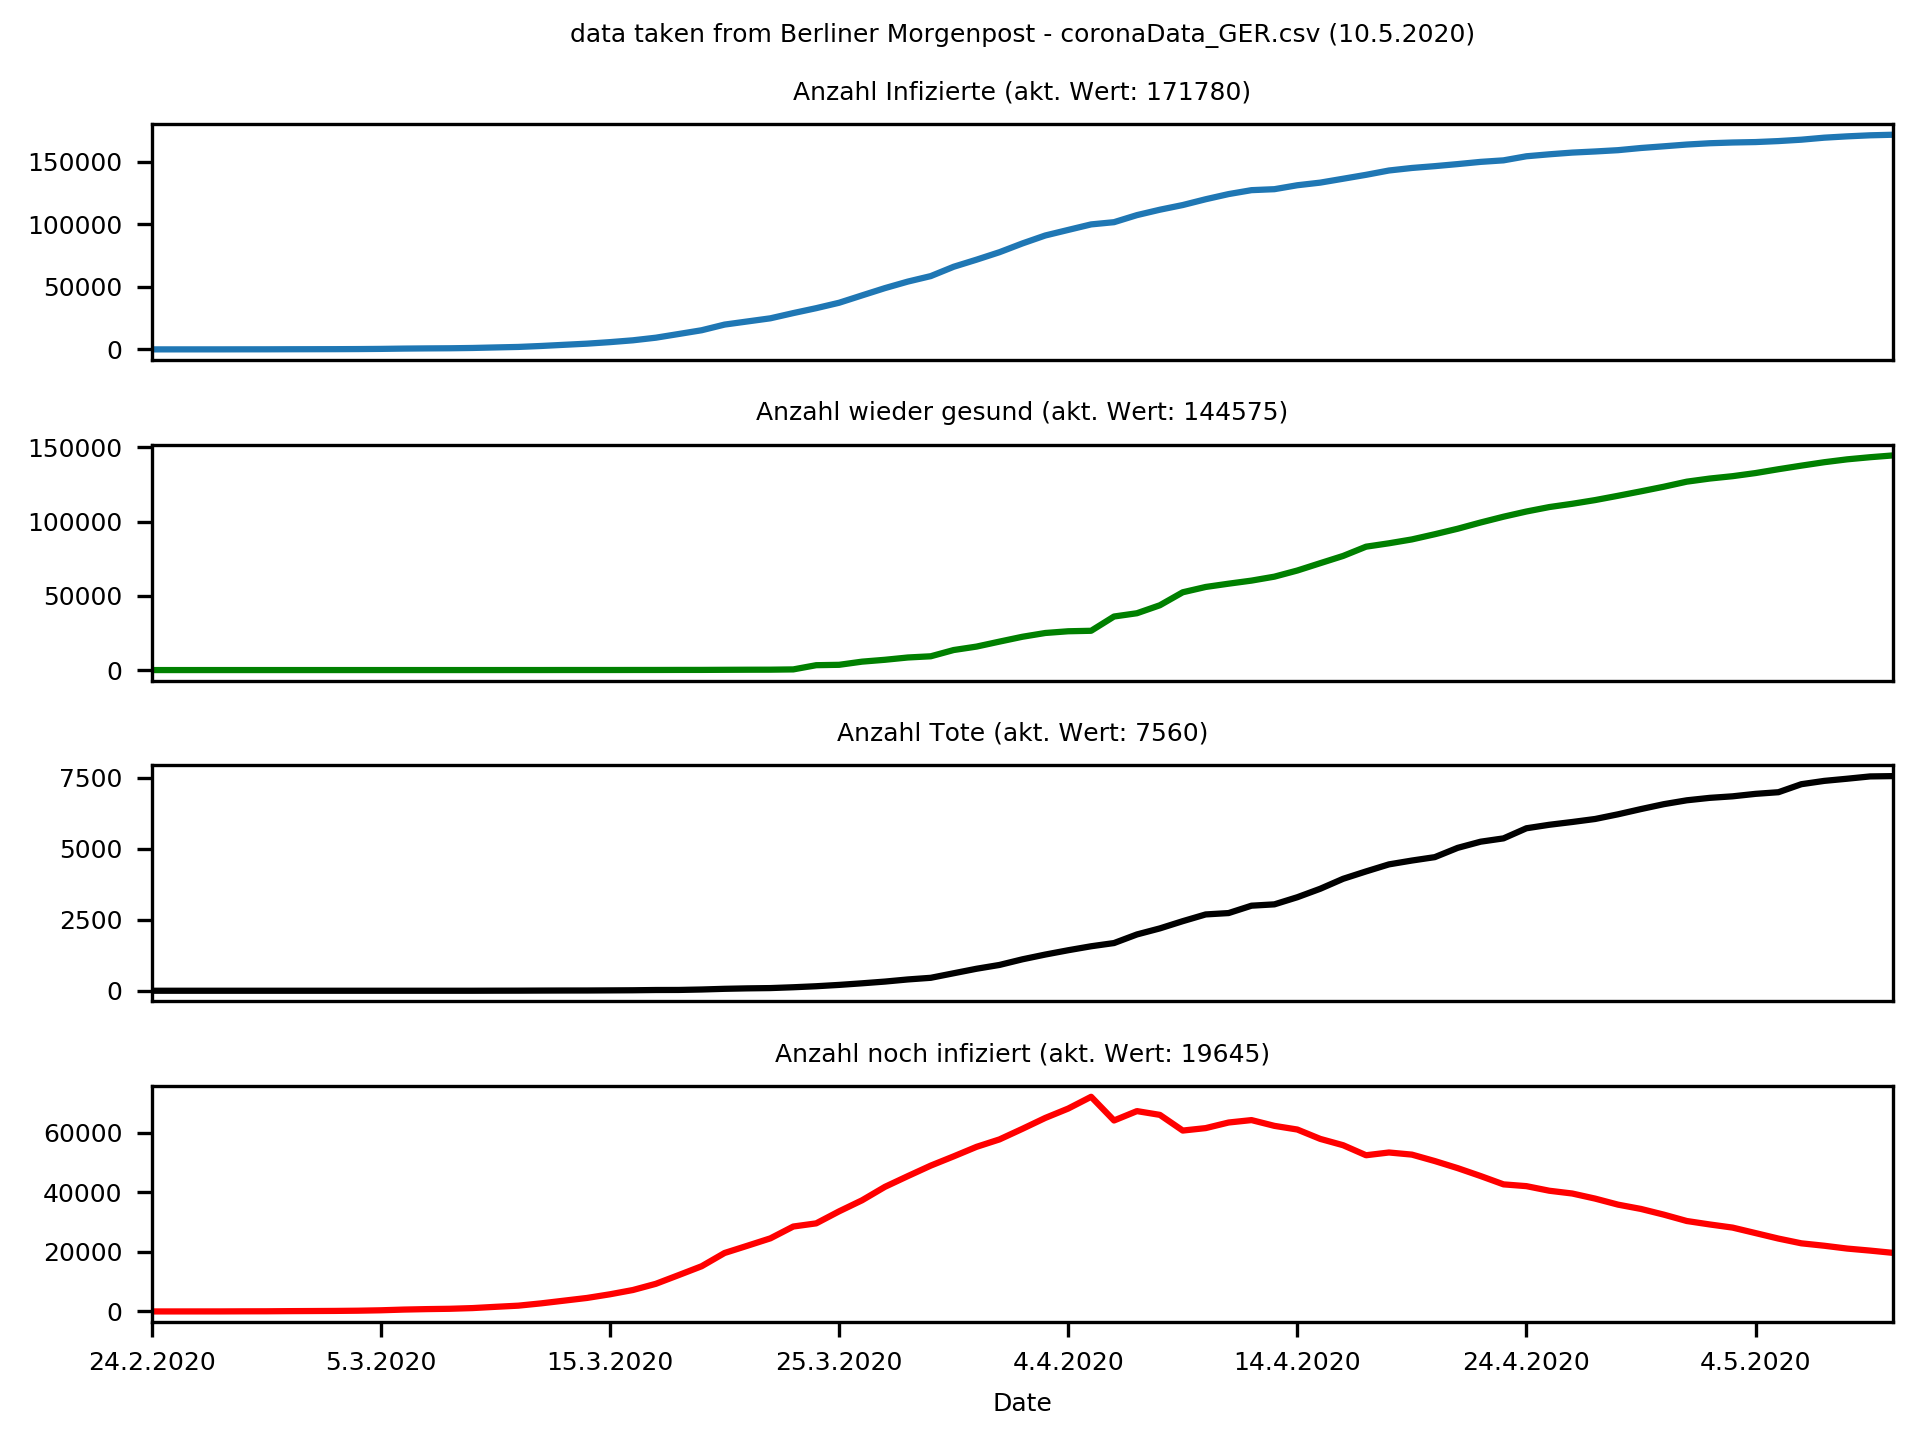 data taken from Berliner Morgenpost - coronaData_GER.csv (10.5.2020)
Anzahl Infizierte (akt. Wert: 171780)
150000
100000
50000
0
Anzahl wieder gesund (akt. Wert: 144575)
150000
100000
50000
0
Anzahl Tote (akt. Wert: 7560)
7500
5000
2500
0
Anzahl noch infiziert (akt. Wert: 19645)
60000
40000
20000
0
24.2.2020 5.3.2020 15.3.2020 25.3.2020 4.4.2020 14.4.2020 24.4.2020 4.5.2020
Date